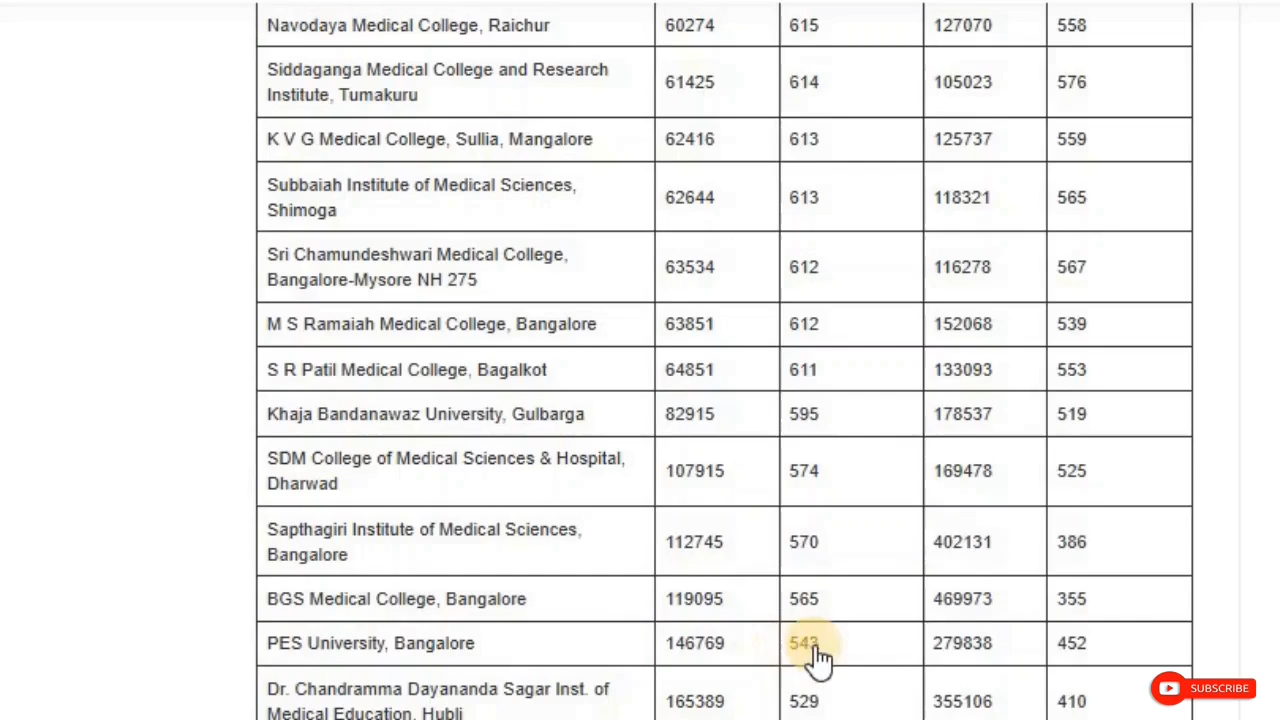 Navodaya Medical College, Raichur 60274 615 127070 558
Siddaganga Medical College and Research
Institute, Tumakuru 61425 614 105023 576
K V G Medical College, Sullia, Mangalore 62416 613 125737 559
Subbaiah Institute of Medical Sciences,
Shimoga 62644 613 118321 565
Sri Chamundeshwari Medical College,
Bangalore-Mysore NH 275 63534 612 116278 567
M S Ramaiah Medical College, Bangalore 63851 612 152068 539
S R Patil Medical College, Bagalkot 64851 611 133093 553
Khaja Bandanawaz University, Gulbarga 82915 595 178537 519
SDM College of Medical Sciences & Hospital,
Dharwad 107915 574 169478 525
Sapthagiri Institute of Medical Sciences,
Bangalore 112745 570 402131 386
BGS Medical College, Bangalore 119095 565 469973 355
PES University, Bangalore 146769 543 279838 452
Dr. Chandramma Dayananda Sagar Inst. of
Medical Education, Hubli 165389 529 355106 410
SUBSCRIBE